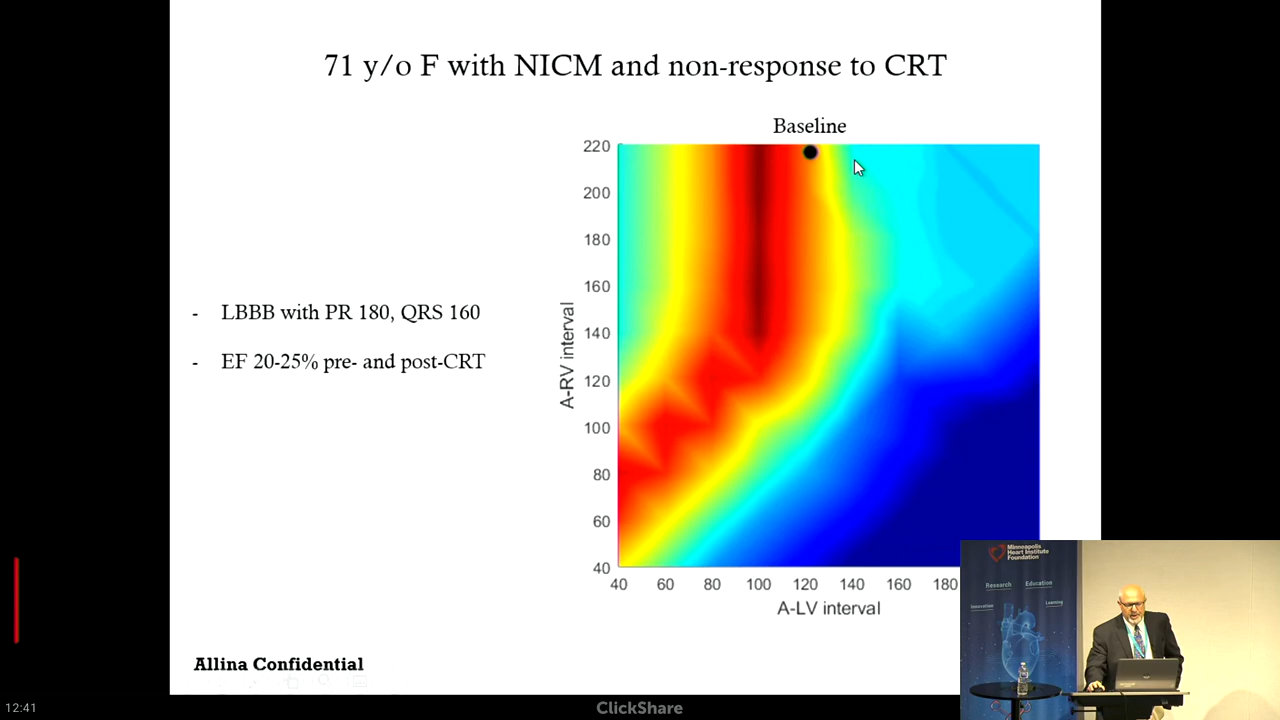 71 y/o F with NICM and non-response to CRT
Baseline
- LBBB with PR 180, QRS 160
- EF 20-25% pre- and post-CRT
A-RV interval
220
200
180
160
140
120
100
80
60
40
40 60 80 100 120 140 160 180
A-LV interval
Allina Confidential
Minneapolis
Heart Institute
Foundation
Research Education
Innovation Learning
12:41
ClickShare